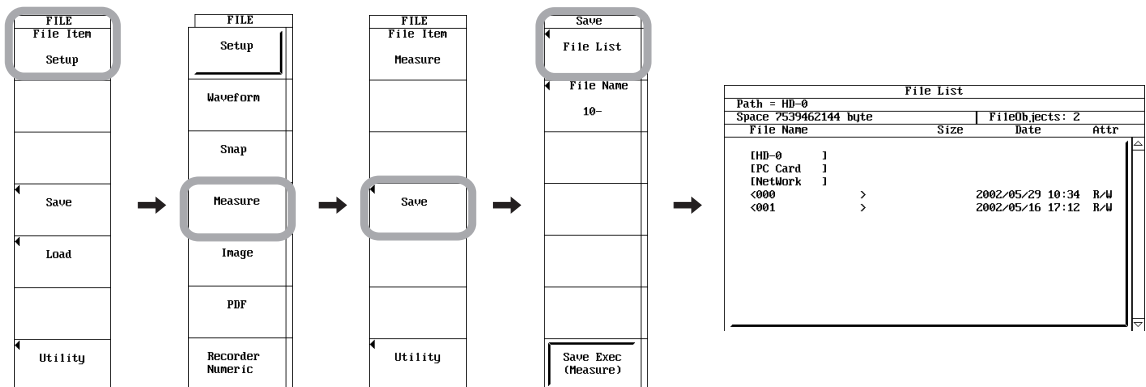 FILE
File Item
Setup
Save
Load
Utility
FILE
Setup
Waveform
Snap
Measure
Image
PDF
Recorder
Numeric
FILE
File Item
Measure
Save
Utility
Save
File List
File Name
10-
Save Exec
(Measure)
File List
Path = HD-0
Space 7539462144 byte FileObjects: 2
File Name Size Date Attr
[HD-0 ]
[PC Card ]
[NetWork ]
<000 > 2002/05/29 10:34 R/W
<001 > 2002/05/16 17:12 R/W